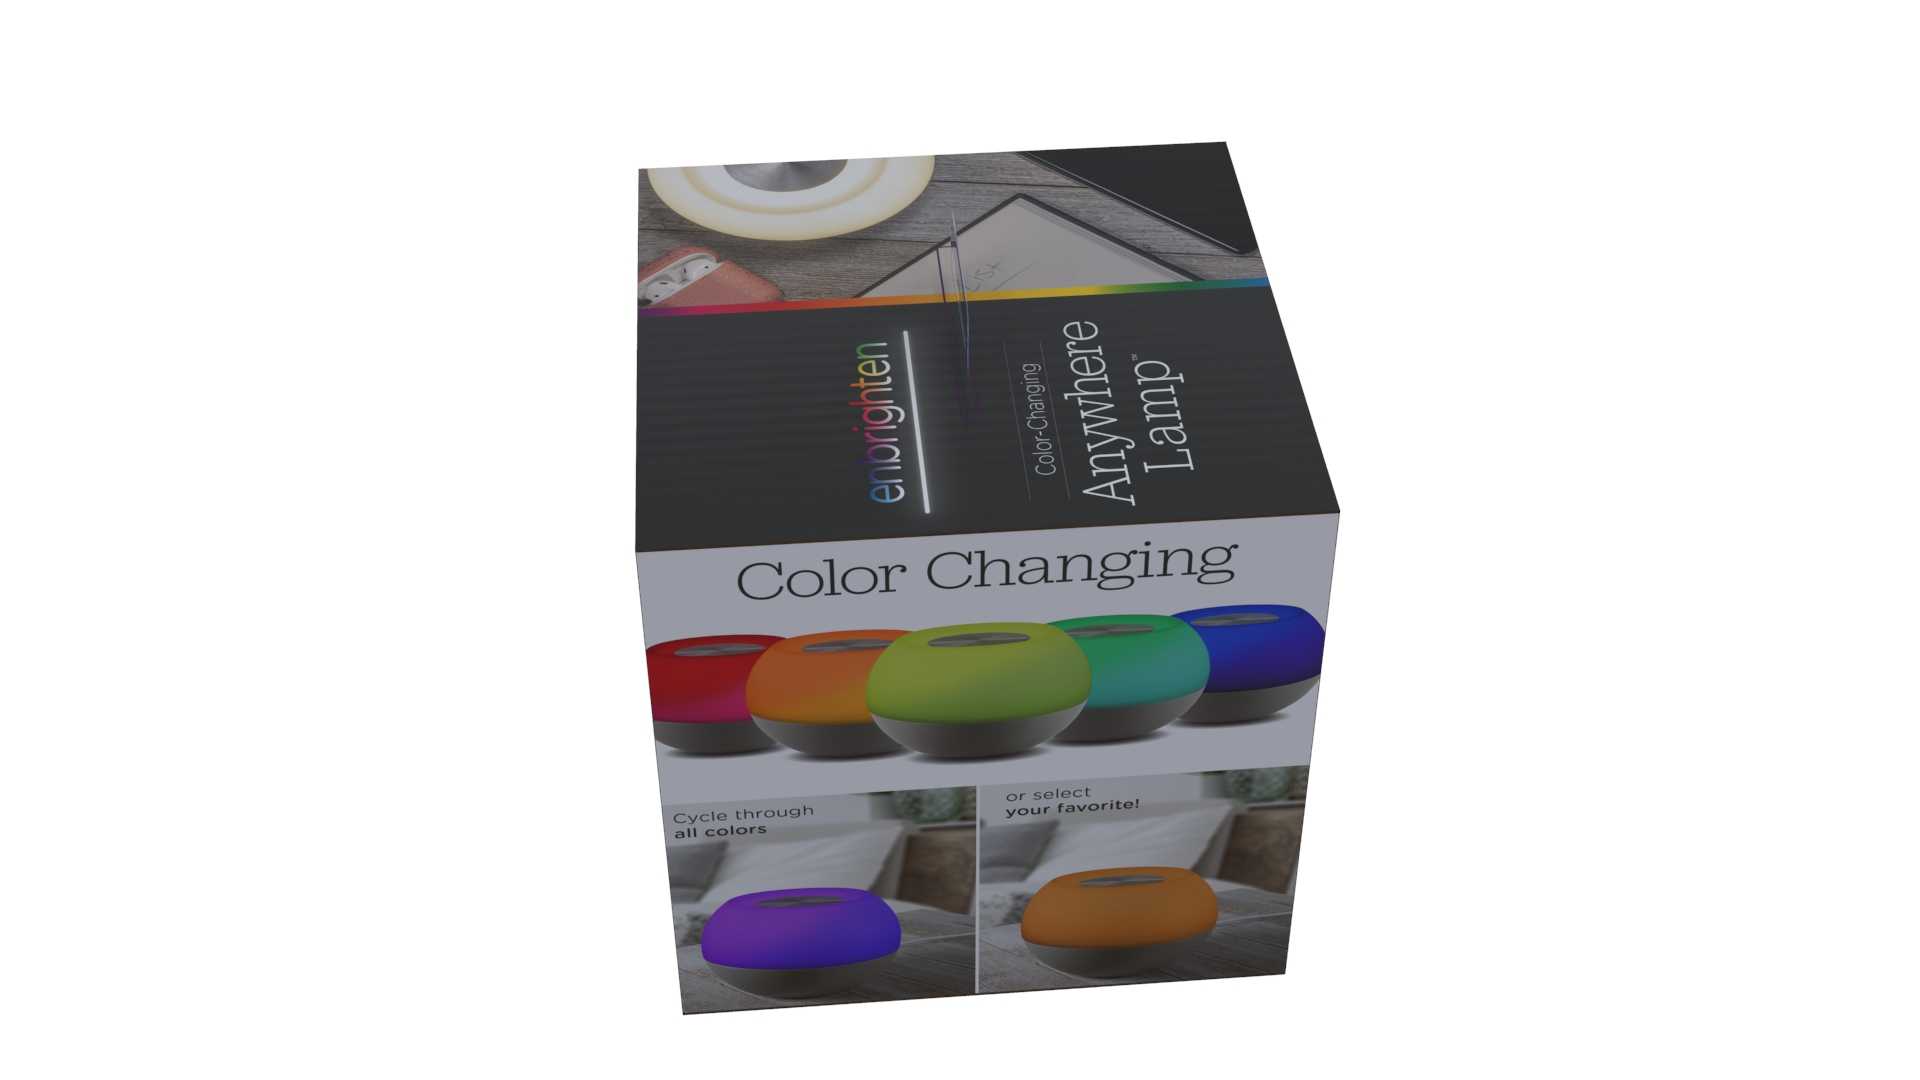 enbrighten
Color-Changing
Anywhere
Lamp™
Color Changing
Cycle through
all colors
or select
your favorite!